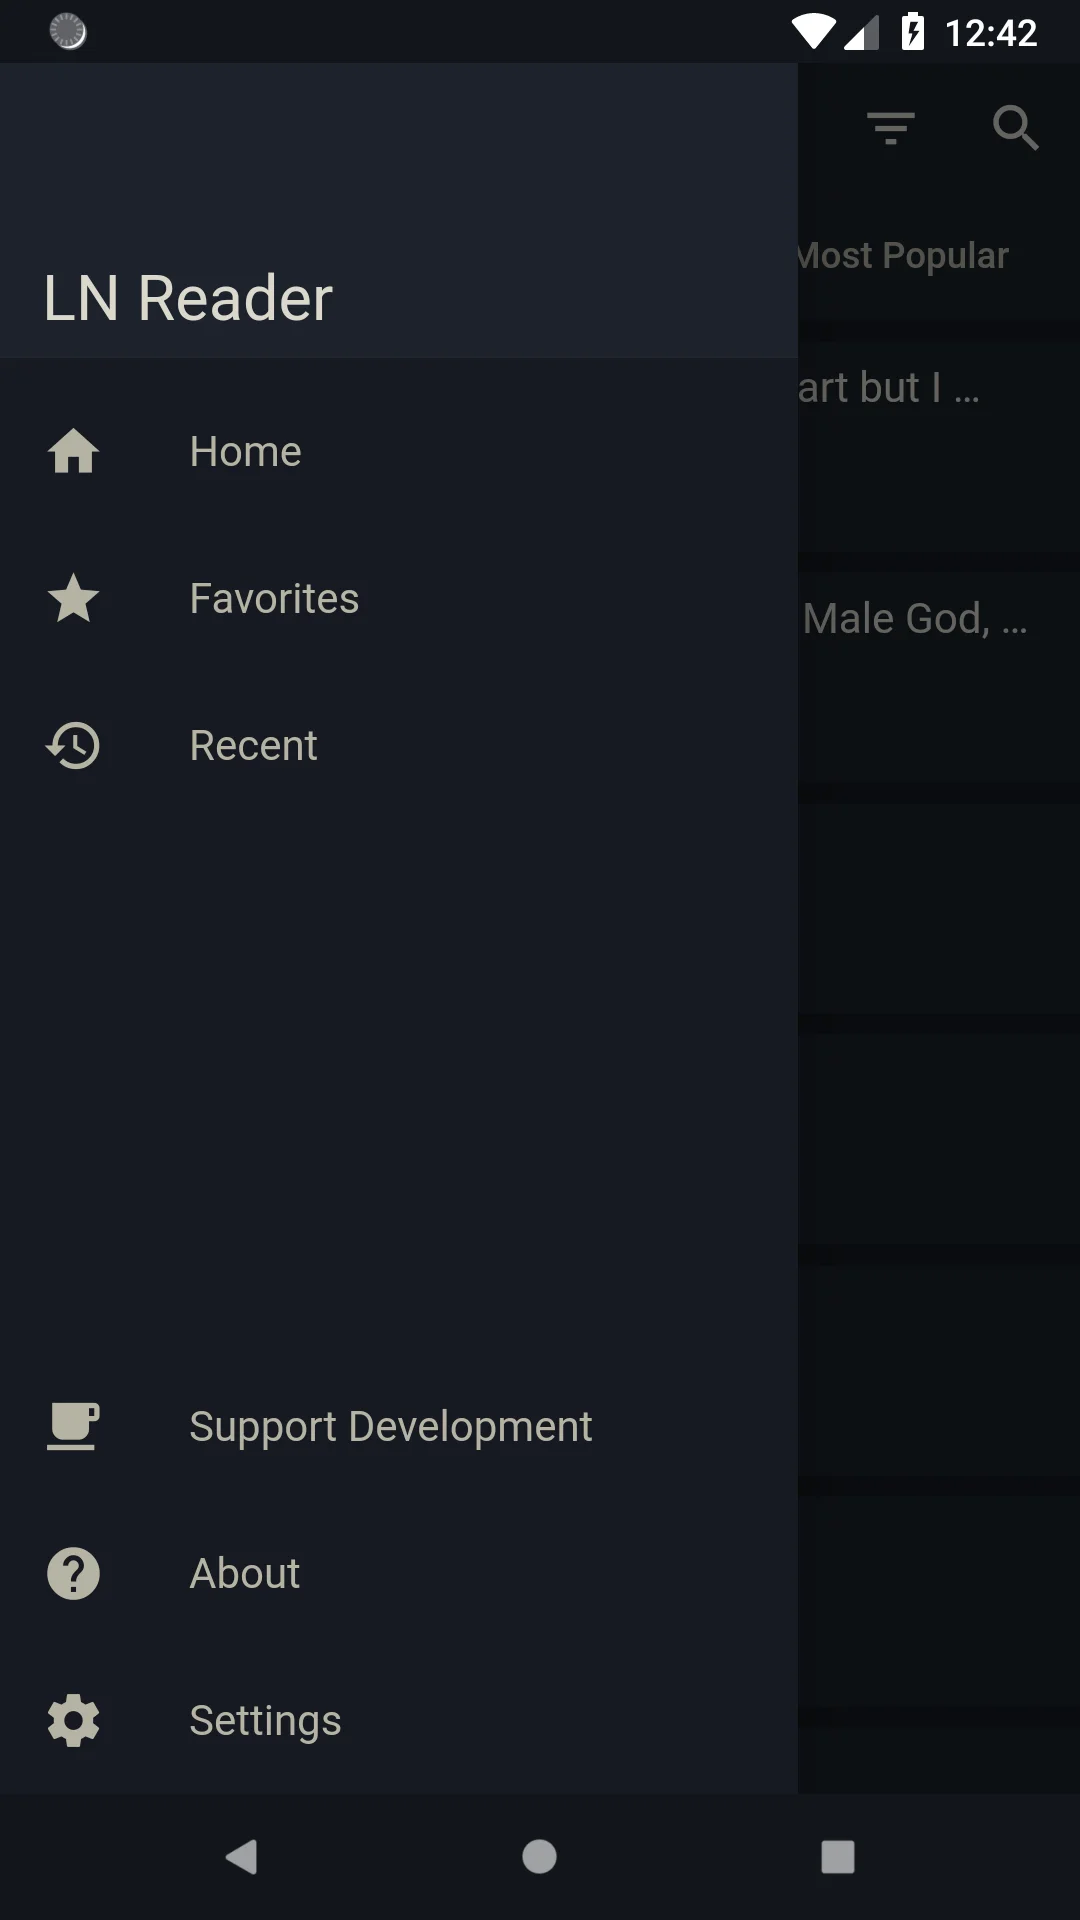 12:42
Most Popular
LN Reader
art but I ...
Home
Favorites
Male God, ...
Recent
Support Development
About
Settings